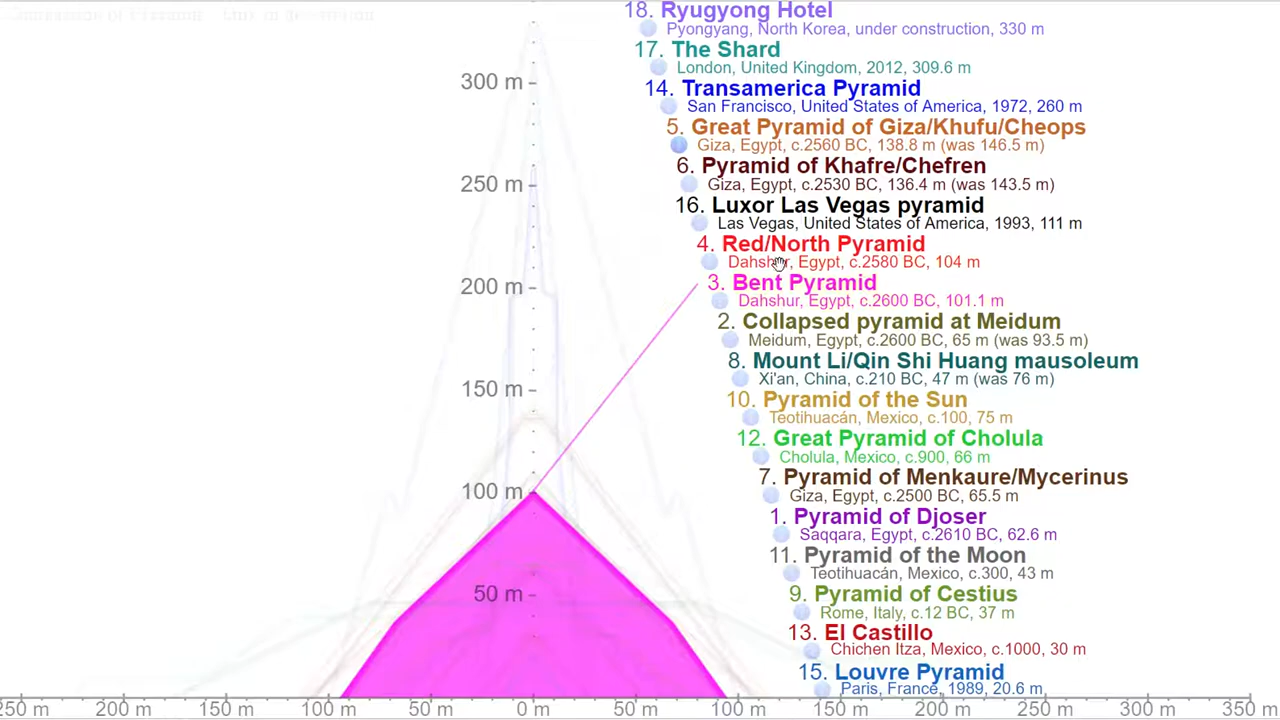 18. Ryugyong Hotel
Pyongyang, North Korea, under construction, 330 m
17. The Shard
London, United Kingdom, 2012, 309.6 m
300 m
14. Transamerica Pyramid
San Francisco, United States of America, 1972, 260 m
5. Great Pyramid of Giza/Khufu/Cheops
Giza, Egypt, c.2560 BC, 138.8 m (was 146.5 m)
6. Pyramid of Khafre/Chefren
250 m
Giza, Egypt, c.2530 BC, 136.4 m (was 143.5 m)
16. Luxor Las Vegas pyramid
Las Vegas, United States of America, 1993, 111 m
4. Red/North Pyramid
Dahshur, Egypt, c.2580 BC, 104 m
3. Bent Pyramid
200 m
Dahshur, Egypt, c.2600 BC, 101.1 m
2. Collapsed pyramid at Meidum
Meidum, Egypt, c.2600 BC, 65 m (was 93.5 m)
8. Mount Li/Qin Shi Huang mausoleum
Xi'an, China, c.210 BC, 47 m (was 76 m)
150 m
10. Pyramid of the Sun
Teotihuacán, Mexico, c.100, 75 m
12. Great Pyramid of Cholula
Cholula, Mexico, c.900, 66 m
7. Pyramid of Menkaure/Mycerinus
100 m
Giza, Egypt, c.2500 BC, 65.5 m
1. Pyramid of Djoser
Saqqara, Egypt, c.2610 BC, 62.6 m
11. Pyramid of the Moon
Teotihuacán, Mexico, c.300, 43 m
50 m
9. Pyramid of Cestius
Rome, Italy, c.12 BC, 37 m
13. El Castillo
Chichen Itza, Mexico, c.1000, 30 m
15. Louvre Pyramid
Paris, France, 1989, 20.6 m
250 m 200 m 150 m 100 m 50 m 0 m 50 m 100 m 150 m 200 m 250 m 300 m 350 m